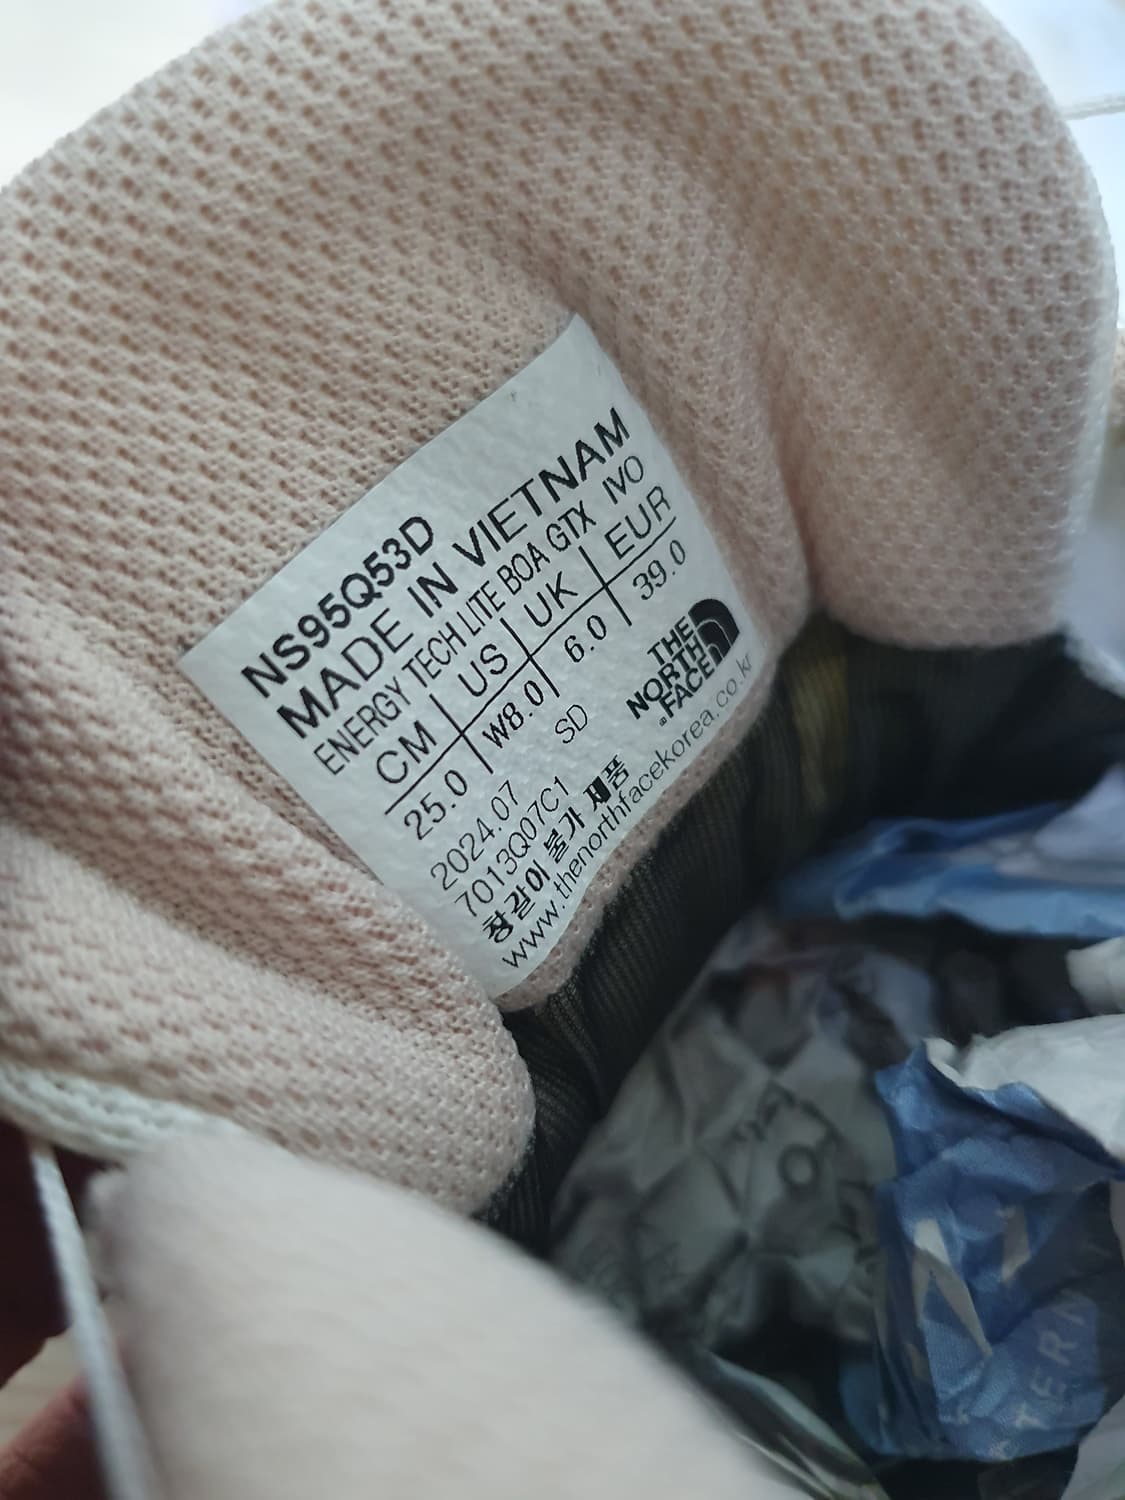 NS95Q53D
MADE IN VIETNAM
ENERGY TECH LITE BOA GTX IVO
CM US UK EUR
25.0 W8.0 6.0 39.0
SD
2024.07
7013Q07C1
창갈이 불가 제품
THE
NORTH
FACE
www.thenorthfacekorea.co.kr